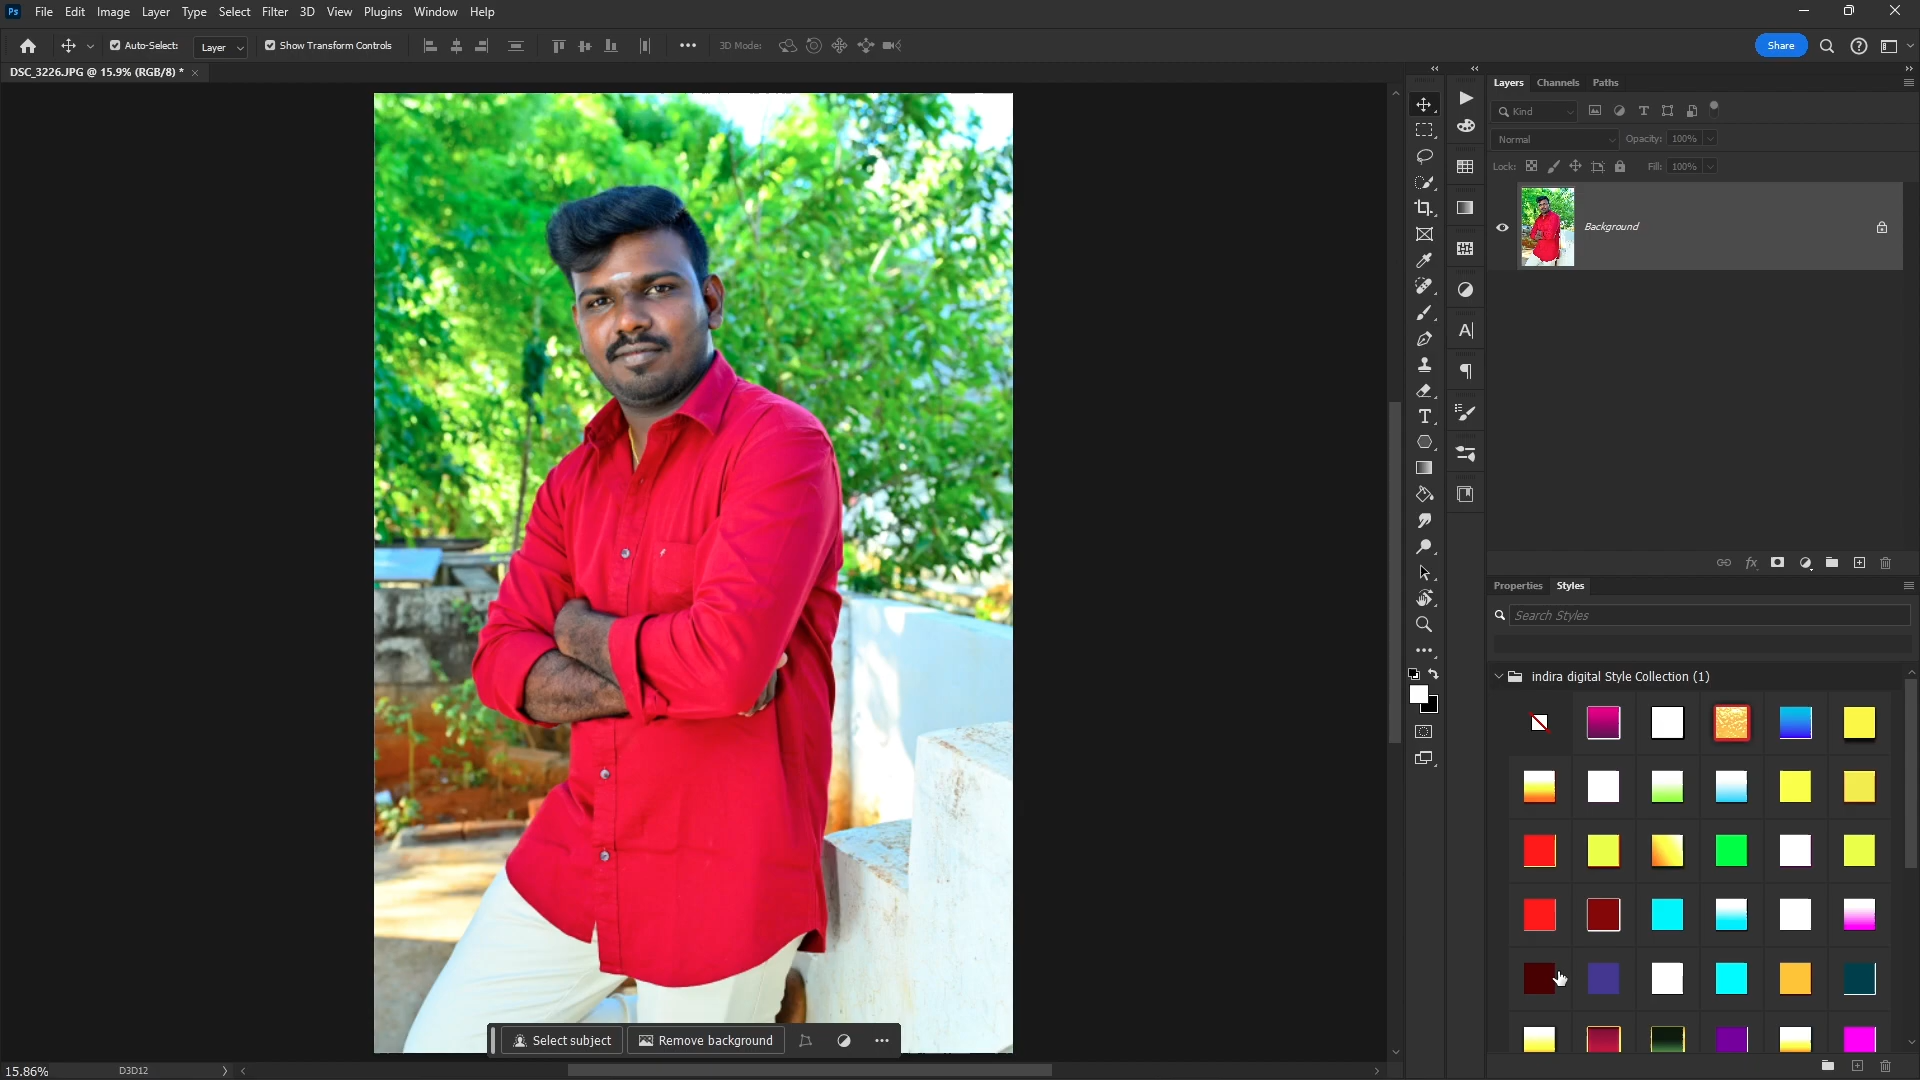 Ps File Edit Image Layer Type Select Filter 3D View Plugins Window Help
Auto-Select: Layer Show Transform Controls 3D Mode: Share
DSC_3226.JPG @ 15.9% (RGB/8) *
Layers Channels Paths
Kind
Normal Opacity: 100%
Lock: Fill: 100%
Background
Properties Styles
Search Styles
indira digital Style Collection (1)
Select subject Remove background
15.86% D3D12